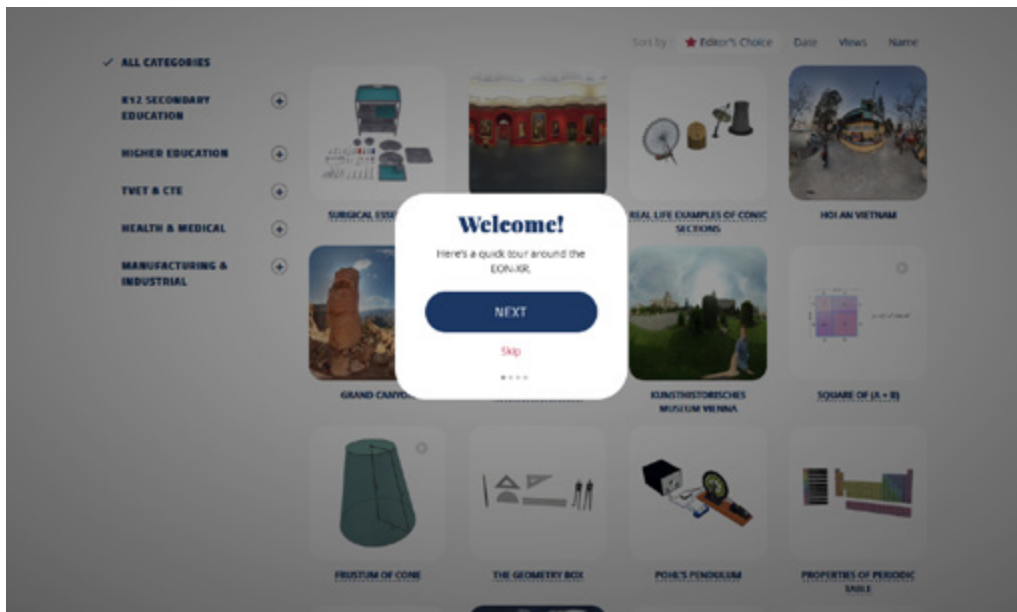 Sort by
Editor's Choice
Date
Views
Name
ALL CATEGORIES
K12 SECONDARY
EDUCATION
HIGHER EDUCATION
TVET & CTE
HEALTH & MEDICAL
MANUFACTURING &
INDUSTRIAL
SURGICAL
REAL LIFE EXAMPLES OF CONIC
SECTIONS
HOI AN VIETNAM
Welcome!
Here's a quick tour around the
EON-XR.
NEXT
Skip
GRAND CANYON
KUNSTHISTORISCHES
MUSEUM VIENNA
SQUARE OF (A + B)
FRUSTUM OF CONE
THE GEOMETRY BOX
POHL'S PENDULUM
PROPERTIES OF PERIODIC
TABLE